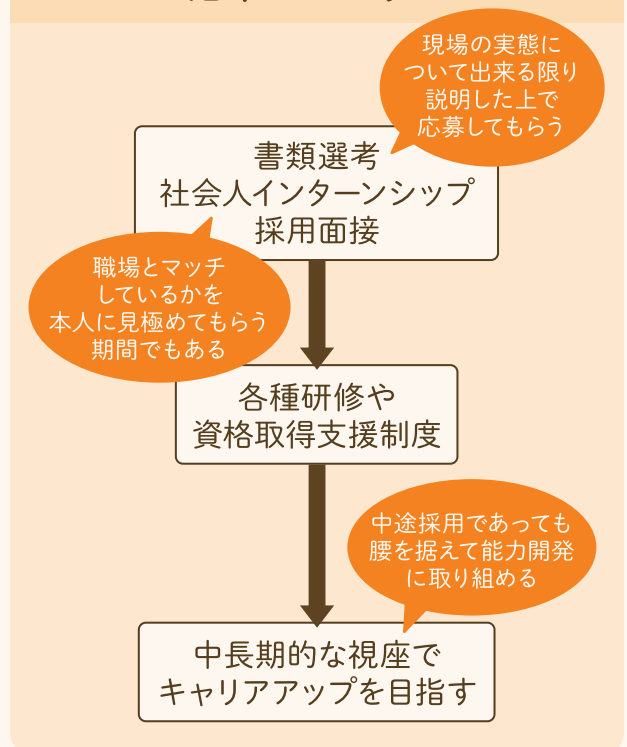 現場の実態に
ついて出来る限り
説明した上で
応募してもらう
書類選考
社会人インターンシップ
採用面接
職場とマッチ
しているかを
本人に見極めてもらう
期間でもある
各種研修や
資格取得支援制度
中途採用であっても
腰を据えて能力開発
に取り組める
中長期的な視座で
キャリアアップを目指す